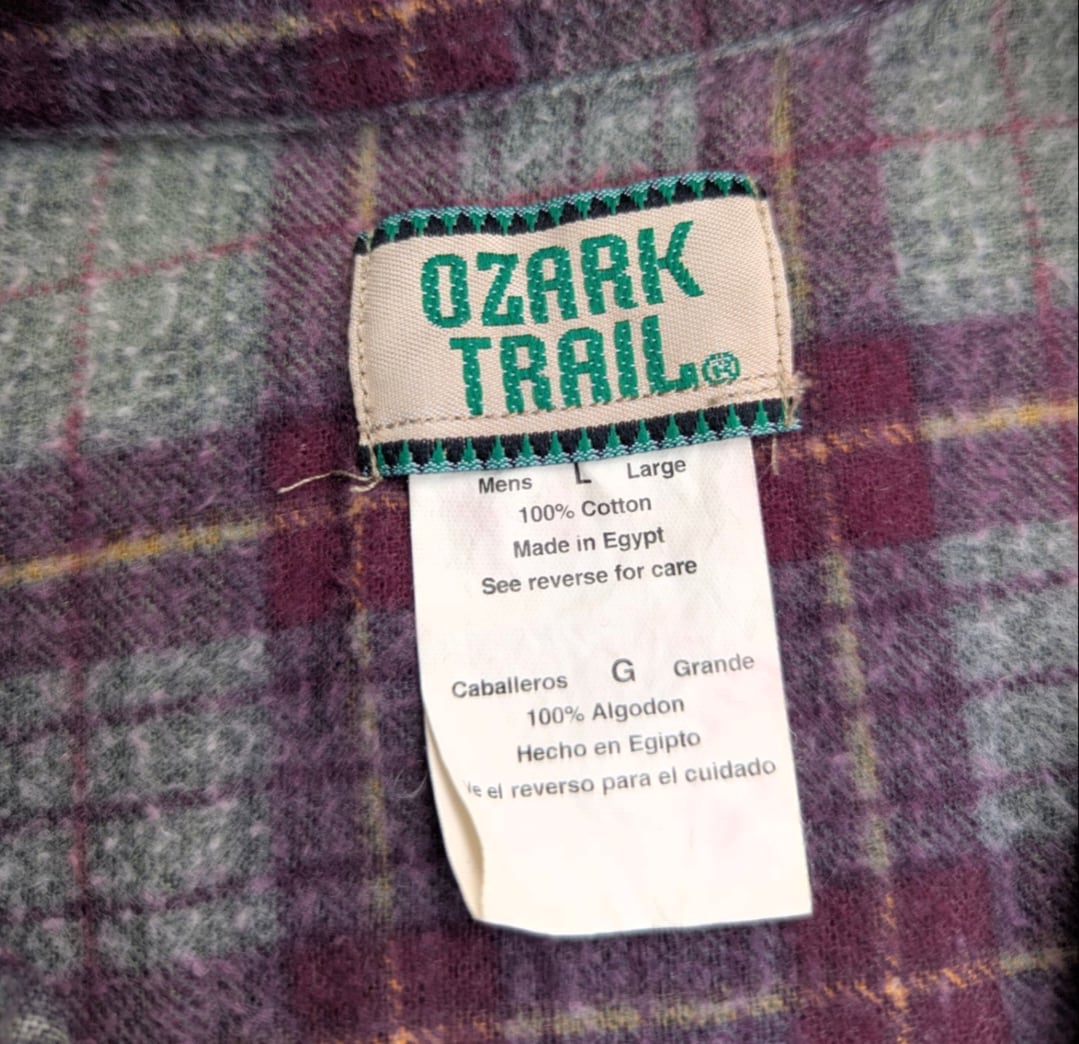 OZARK
TRAIL®
Mens L Large
100% Cotton
Made in Egypt
See reverse for care
Caballeros G Grande
100% Algodon
Hecho en Egipto
el reverso para el cuidado